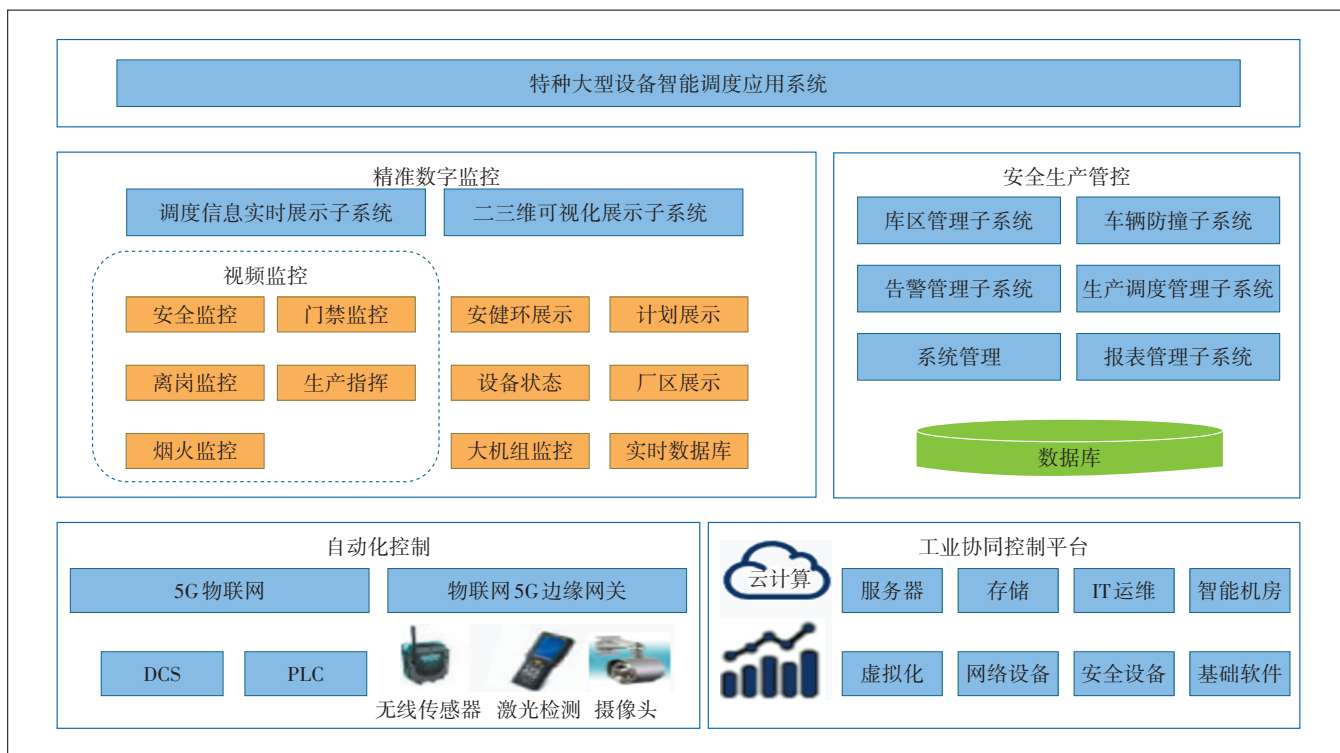 特种大型设备智能调度应用系统
精准数字监控
调度信息实时展示子系统
二三维可视化展示子系统
视频监控
安全监控
门禁监控
安健环展示
计划展示
离岗监控
生产指挥
设备状态
厂区展示
烟火监控
大机组监控
实时数据库
安全生产管控
库区管理子系统
车辆防撞子系统
告警管理子系统
生产调度管理子系统
系统管理
报表管理子系统
数据库
自动化控制
5G物联网
物联网5G边缘网关
DCS
PLC
无线传感器
激光检测
摄像头
工业协同控制平台
云计算
服务器
存储
IT运维
智能机房
虚拟化
网络设备
安全设备
基础软件